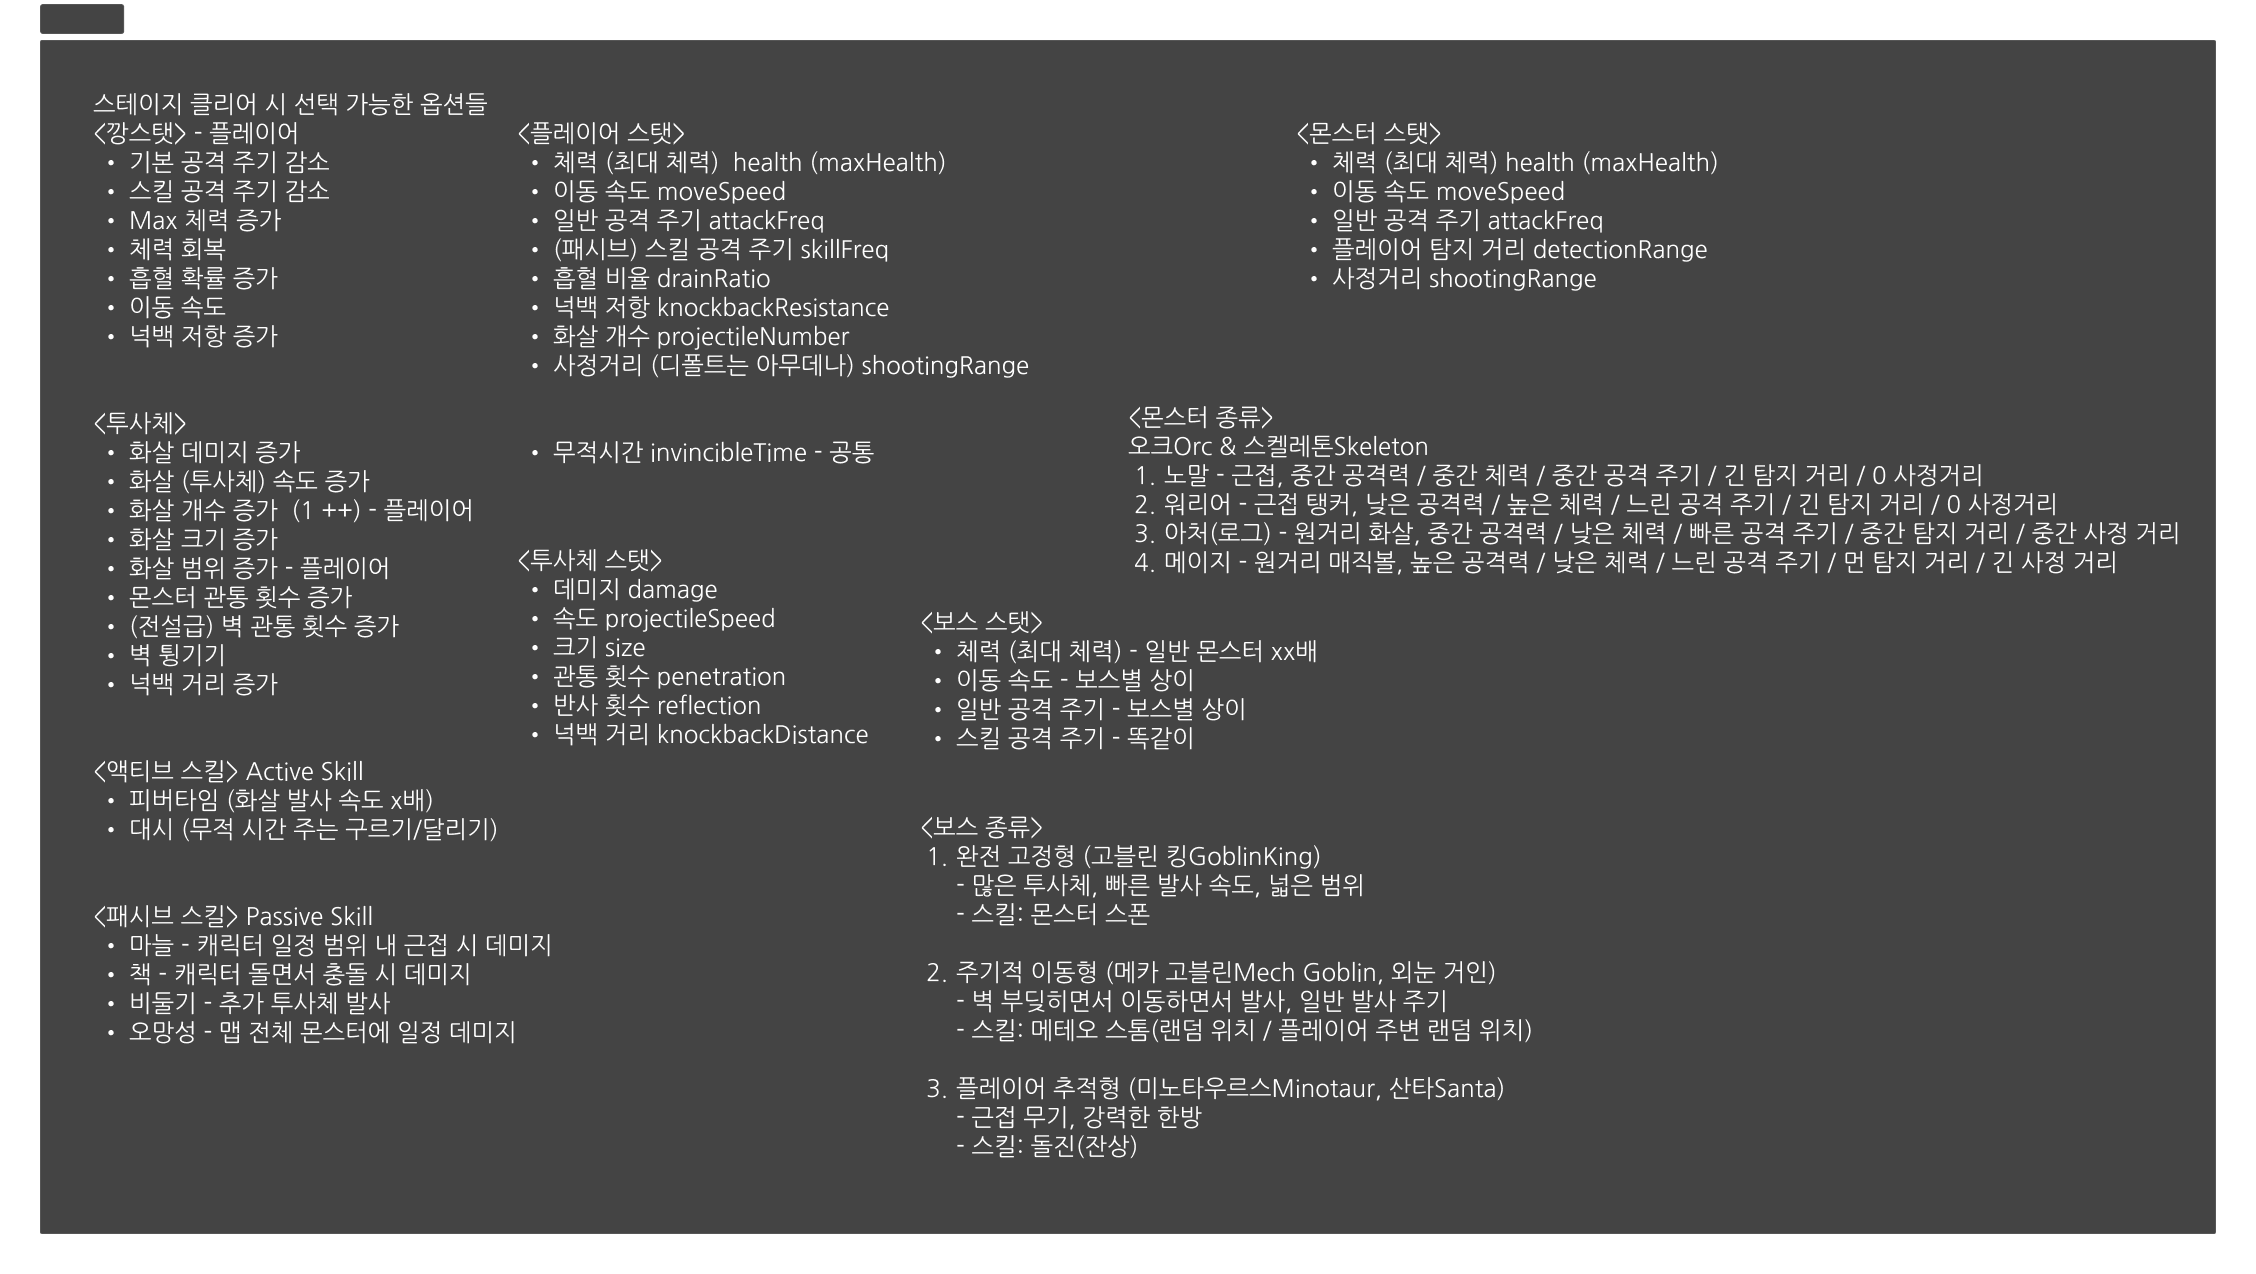 스테이지 클리어 시 선택 가능한 옵션들
<깡스탯> - 플레이어
• 기본 공격 주기 감소
• 스킬 공격 주기 감소
• Max 체력 증가
• 체력 회복
• 흡혈 확률 증가
• 이동 속도
• 넉백 저항 증가
<투사체>
• 화살 데미지 증가
• 화살 (투사체) 속도 증가
• 화살 개수 증가  (1 ++) - 플레이어
• 화살 크기 증가
• 화살 범위 증가 - 플레이어
• 몬스터 관통 횟수 증가
• (전설급) 벽 관통 횟수 증가
• 벽 튕기기
• 넉백 거리 증가
<액티브 스킬> Active Skill
• 피버타임 (화살 발사 속도 x배)
• 대시 (무적 시간 주는 구르기/달리기)
<패시브 스킬> Passive Skill
• 마늘 - 캐릭터 일정 범위 내 근접 시 데미지
• 책 - 캐릭터 돌면서 충돌 시 데미지
• 비둘기 - 추가 투사체 발사
• 오망성 - 맵 전체 몬스터에 일정 데미지
<플레이어 스탯>
• 체력 (최대 체력)  health (maxHealth)
• 이동 속도 moveSpeed
• 일반 공격 주기 attackFreq
• (패시브) 스킬 공격 주기 skillFreq
• 흡혈 비율 drainRatio
• 넉백 저항 knockbackResistance
• 화살 개수 projectileNumber
• 사정거리 (디폴트는 아무데나) shootingRange
• 무적시간 invincibleTime - 공통
<투사체 스탯>
• 데미지 damage
• 속도 projectileSpeed
• 크기 size
• 관통 횟수 penetration
• 반사 횟수 reflection
• 넉백 거리 knockbackDistance
<몬스터 스탯>
• 체력 (최대 체력) health (maxHealth)
• 이동 속도 moveSpeed
• 일반 공격 주기 attackFreq
• 플레이어 탐지 거리 detectionRange
• 사정거리 shootingRange
<몬스터 종류>
오크Orc & 스켈레톤Skeleton
1. 노말 - 근접, 중간 공격력 / 중간 체력 / 중간 공격 주기 / 긴 탐지 거리 / 0 사정거리
2. 워리어 - 근접 탱커, 낮은 공격력 / 높은 체력 / 느린 공격 주기 / 긴 탐지 거리 / 0 사정거리
3. 아처(로그) - 원거리 화살, 중간 공격력 / 낮은 체력 / 빠른 공격 주기 / 중간 탐지 거리 / 중간 사정 거리
4. 메이지 - 원거리 매직볼, 높은 공격력 / 낮은 체력 / 느린 공격 주기 / 먼 탐지 거리 / 긴 사정 거리
<보스 스탯>
• 체력 (최대 체력) - 일반 몬스터 xx배
• 이동 속도 - 보스별 상이
• 일반 공격 주기 - 보스별 상이
• 스킬 공격 주기 - 똑같이
<보스 종류>
1. 완전 고정형 (고블린 킹GoblinKing)
- 많은 투사체, 빠른 발사 속도, 넓은 범위
- 스킬: 몬스터 스폰
2. 주기적 이동형 (메카 고블린Mech Goblin, 외눈 거인)
- 벽 부딪히면서 이동하면서 발사, 일반 발사 주기
- 스킬: 메테오 스톰(랜덤 위치 / 플레이어 주변 랜덤 위치)
3. 플레이어 추적형 (미노타우르스Minotaur, 산타Santa)
- 근접 무기, 강력한 한방
- 스킬: 돌진(잔상)